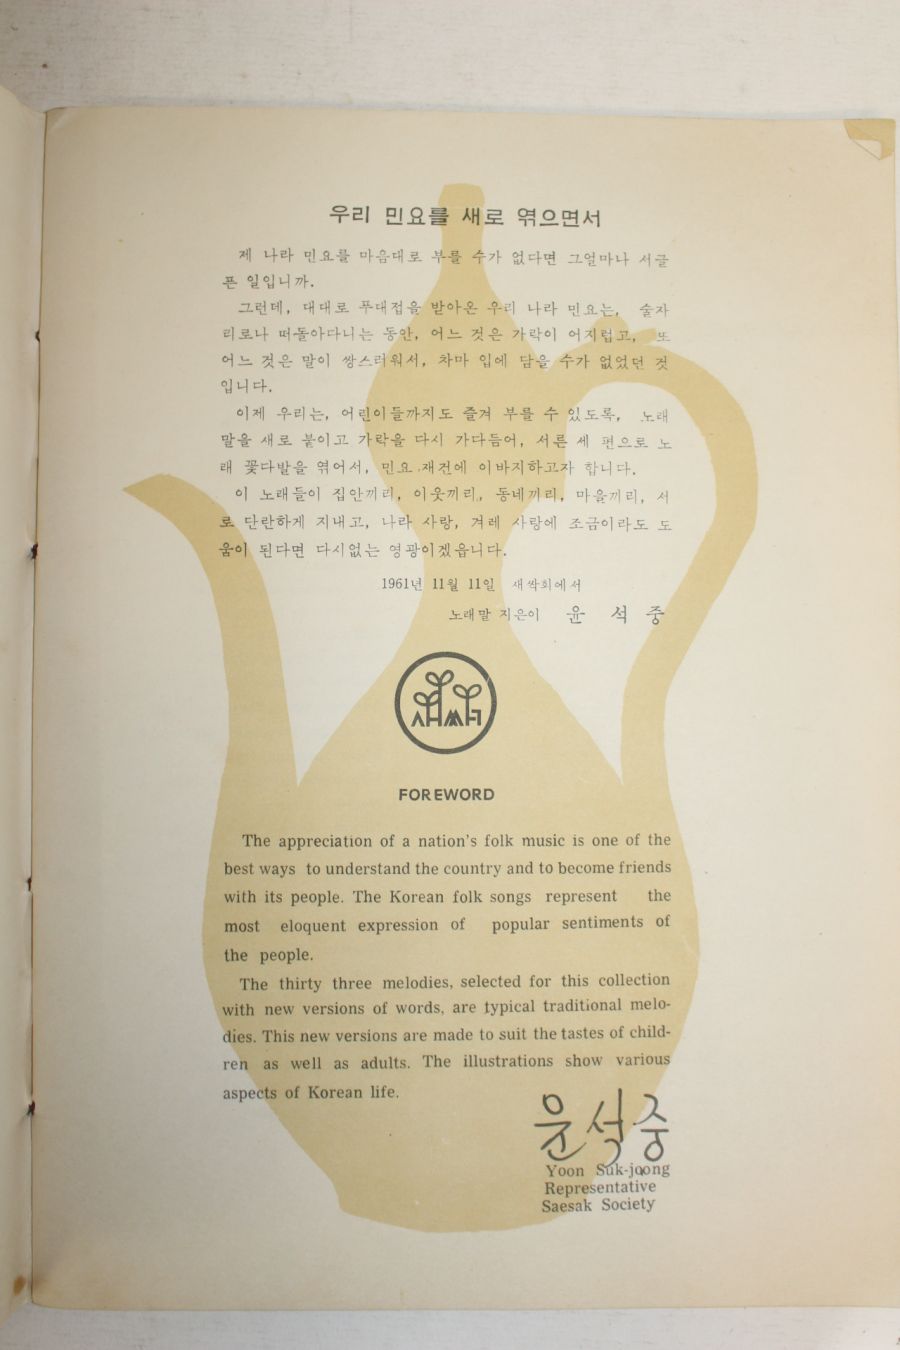 우리 민요를 새로 엮으면서
제 나라 민요를 마음대로 부를 수가 없다면 그얼마나 서글
픈 일입니까.
그런데, 대대로 푸대접을 받아온 우리 나라 민요는, 술자
리로나 떠돌아다니는 동안, 어느 것은 가락이 어지럽고, 또
어느 것은 말이 쌍스러워서, 차마 입에 담을 수가 없었던 것
입니다.
이제 우리는, 어린이들까지도 즐겨 부를 수 있도록, 노래
말을 새로 붙이고 가락을 다시 가다듬어, 서른 세 편으로 노
래 꽃다발을 엮어서, 민요 재건에 이바지하고자 합니다.
이 노래들이 집안끼리, 이웃끼리, 동네끼리, 마을끼리, 서
로 단란하게 지내고, 나라 사랑, 겨레 사랑에 조금이라도 도
움이 된다면 다시없는 영광이겠읍니다.
1961년 11월 11일 새싹회에서
노래말 지은이 윤 석 중
새싹
FOREWORD
The appreciation of a nation's folk music is one of the
best ways to understand the country and to become friends
with its people. The Korean folk songs represent the
most eloquent expression of popular sentiments of
the people.
The thirty three melodies, selected for this collection
with new versions of words, are typical traditional melo-
dies. This new versions are made to suit the tastes of child-
ren as well as adults. The illustrations show various
aspects of Korean life.
윤석중
Yoon Suk-joong
Representative
Saesak Society